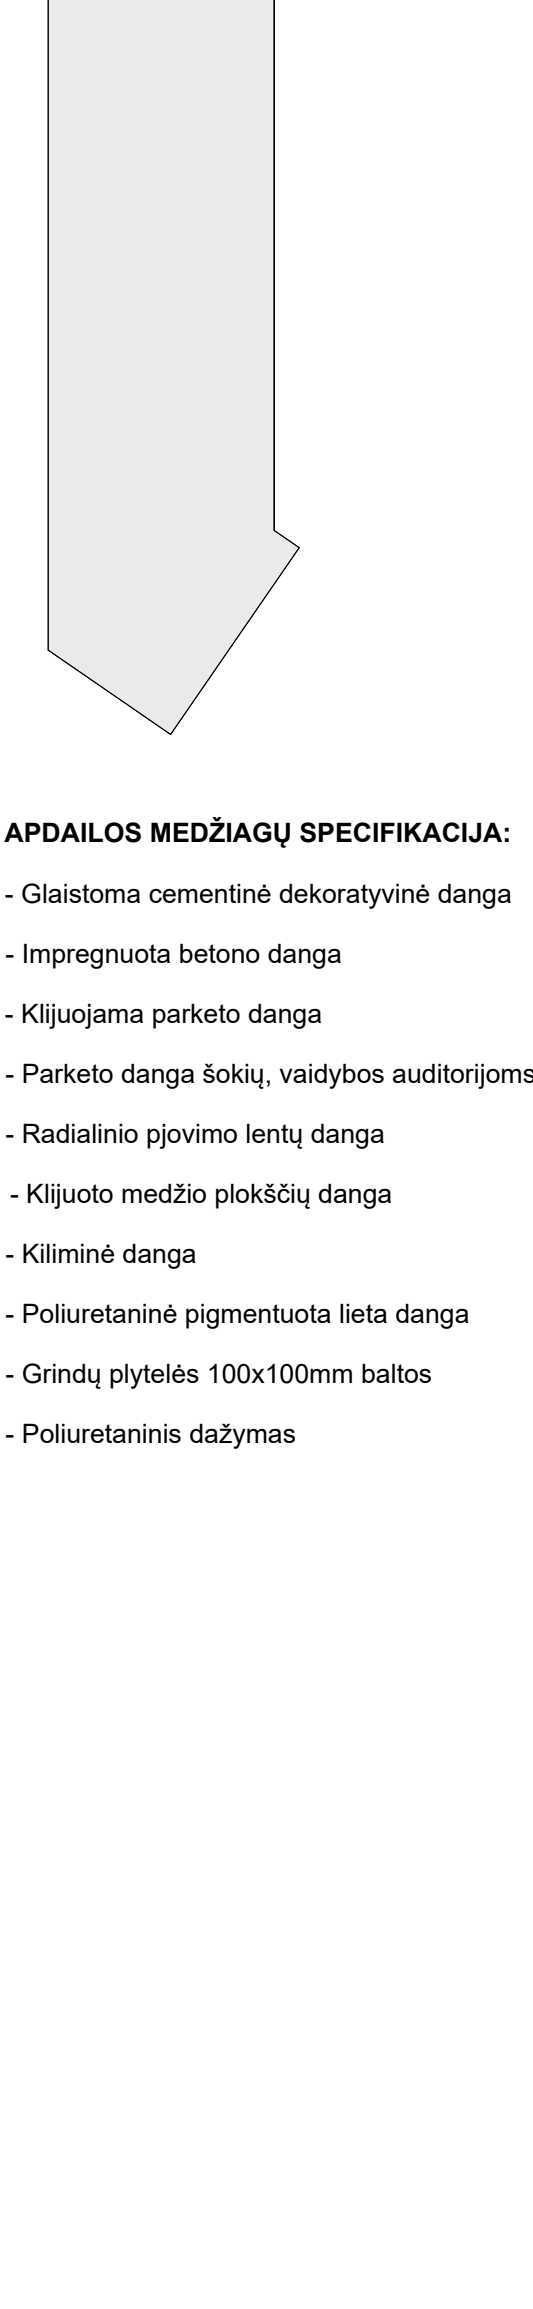 APDAILOS MEDŽIAGŲ SPECIFIKACIJA:
- Glaistoma cementinė dekoratyvinė danga
- Impregnuota betono danga
- Klijuojama parketo danga
- Parketo danga šokių, vaidybos auditorijoms
- Radialinio pjovimo lentų danga
- Klijuoto medžio plokščių danga
- Kiliminė danga
- Poliuretaninė pigmentuota lieta danga
- Grindų plytelės 100x100mm baltos
- Poliuretaninis dažymas